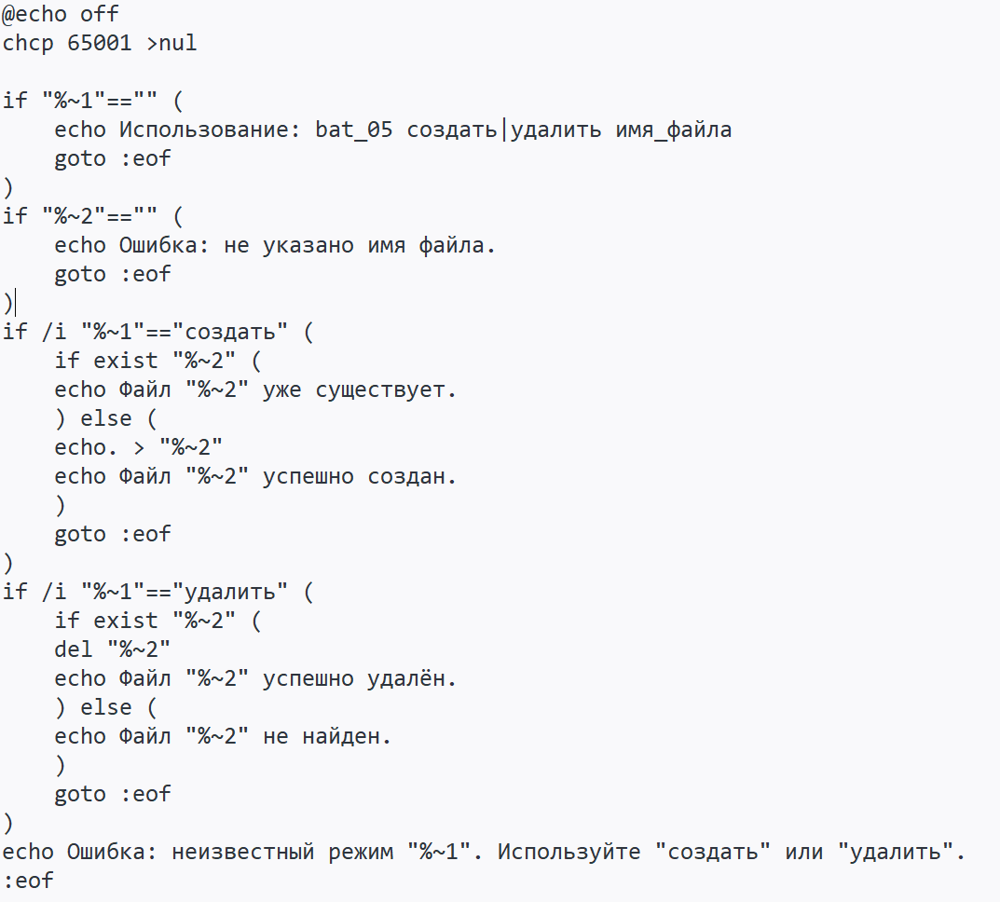 @echo off
chcp 65001 >nul

if "%~1"=="" (
    echo Использование: bat_05 создать|удалить имя_файла
    goto :eof
)
if "%~2"=="" (
    echo Ошибка: не указано имя файла.
    goto :eof
)
if /i "%~1"=="создать" (
    if exist "%~2" (
    echo Файл "%~2" уже существует.
    ) else (
    echo. > "%~2"
    echo Файл "%~2" успешно создан.
    )
    goto :eof
)
if /i "%~1"=="удалить" (
    if exist "%~2" (
    del "%~2"
    echo Файл "%~2" успешно удалён.
    ) else (
    echo Файл "%~2" не найден.
    )
    goto :eof
)
echo Ошибка: неизвестный режим "%~1". Используйте "создать" или "удалить".
:eof